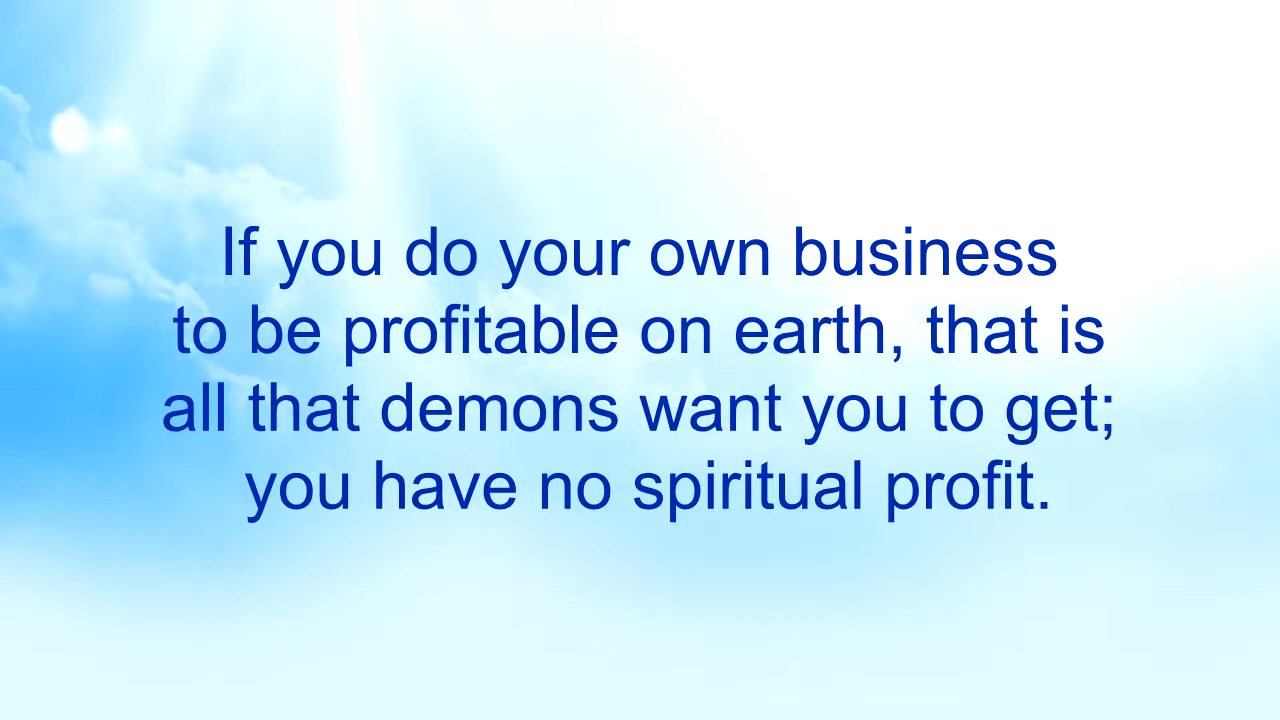 If you do your own business
to be profitable on earth, that is
all that demons want you to get;
you have no spiritual profit.